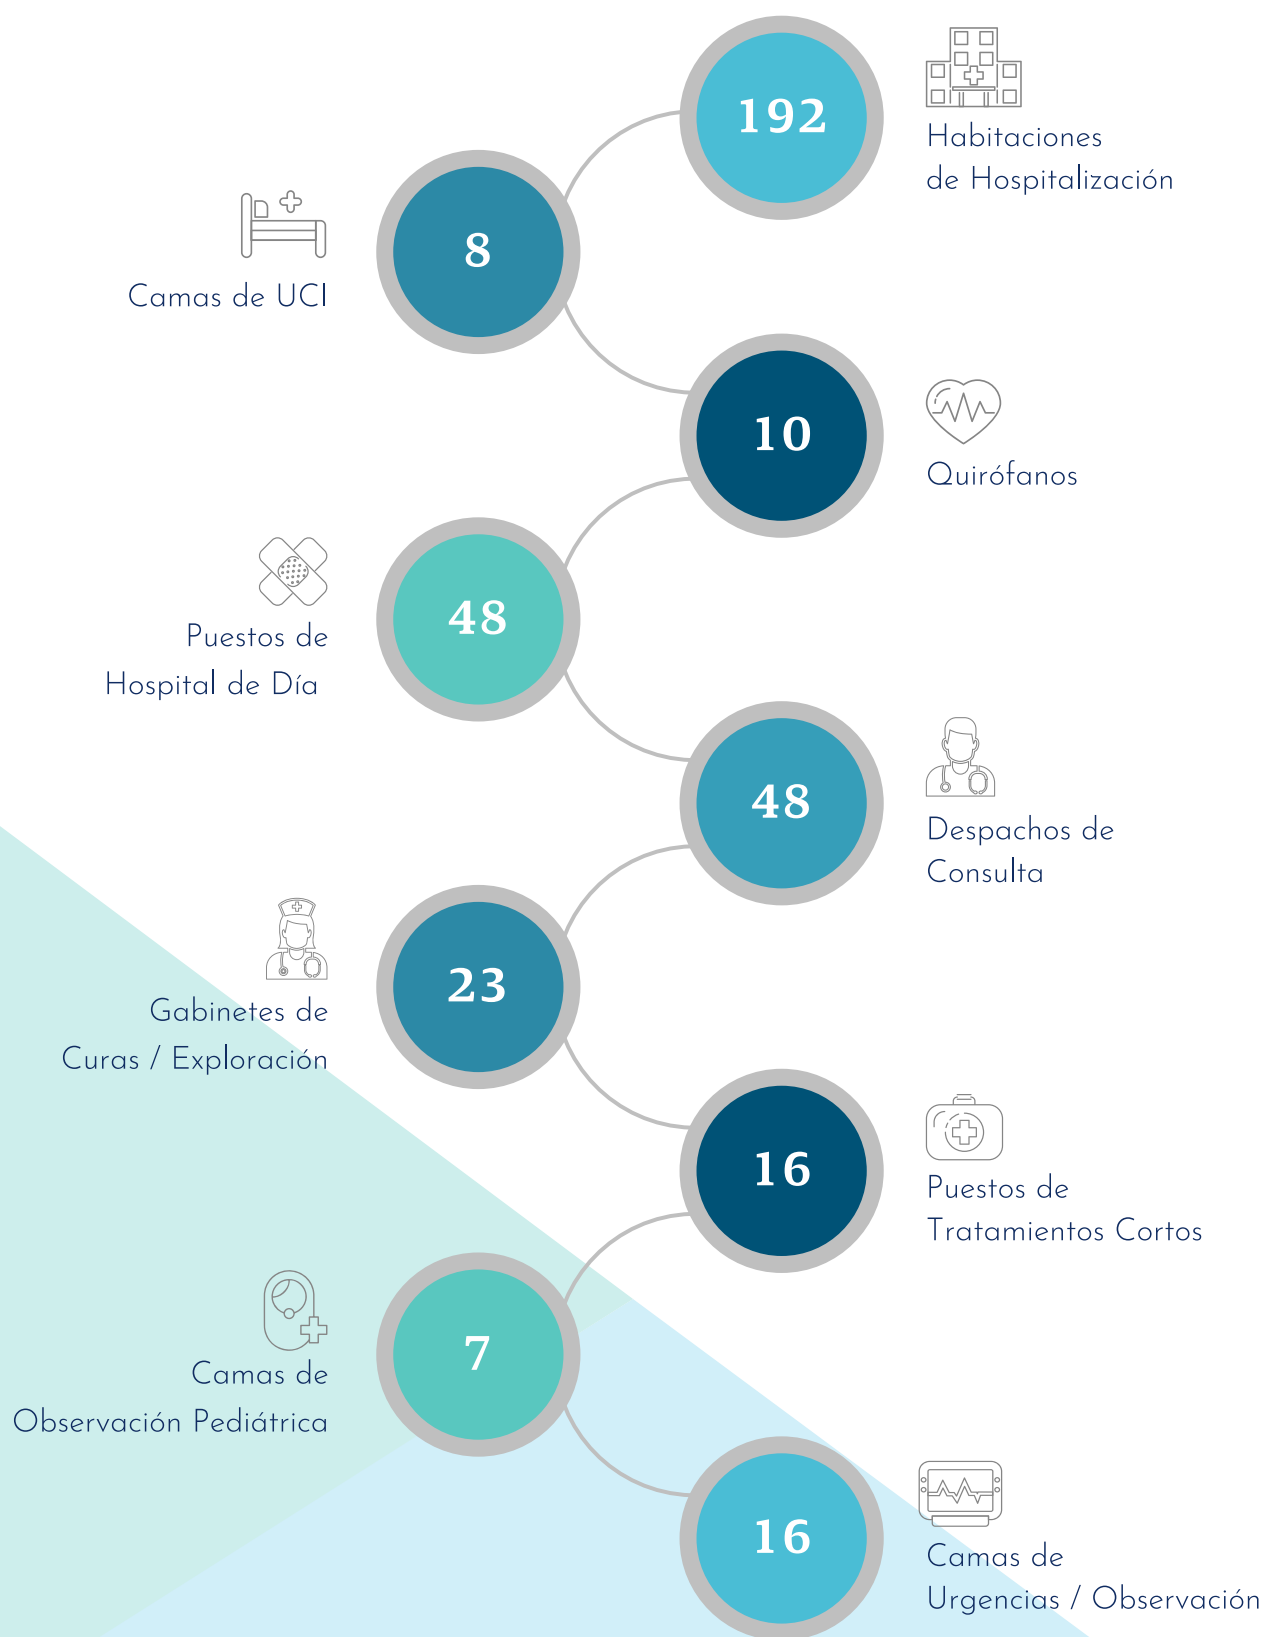 192
Habitaciones
de Hospitalización
8
Camas de UCI
10
Quirófanos
48
Puestos de
Hospital de Día
48
Despachos de
Consulta
23
Gabinetes de
Curas / Exploración
16
Puestos de
Tratamientos Cortos
7
Camas de
Observación Pediátrica
16
Camas de
Urgencias / Observación